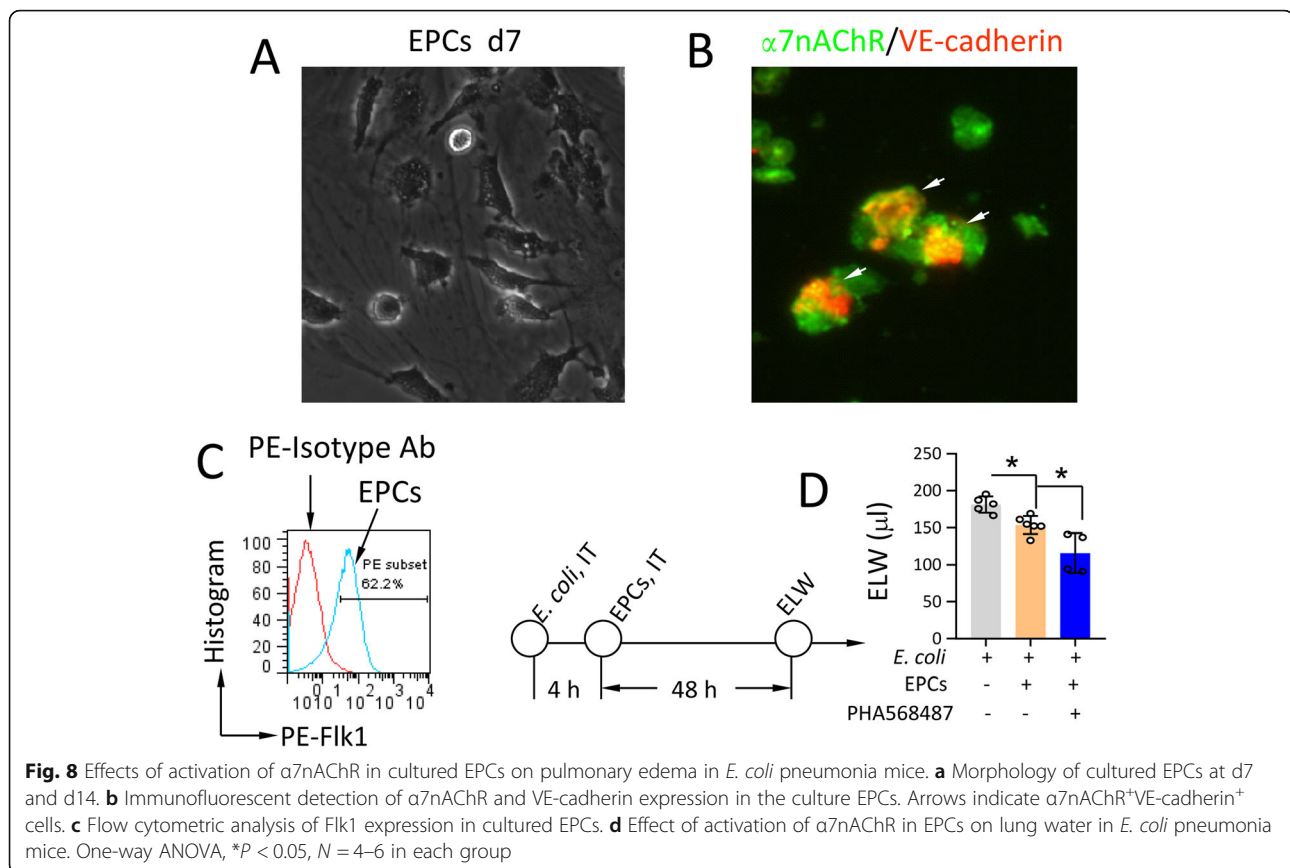 A
EPCs d7
B
α7nAChR/VE-cadherin
C
PE-Isotype Ab
EPCs
PE subset
62.2%
100
80
60
40
20
0
Histogram
10⁰ 10¹ 10² 10³ 10⁴
PE-Flk1
E. coli, IT
EPCs, IT
ELW
4 h
48 h
D
* *
ELW (μl)
250
200
150
100
50
0
E. coli + + +
EPCs - + +
PHA568487 - - +
Fig. 8 Effects of activation of α7nAChR in cultured EPCs on pulmonary edema in E. coli pneumonia mice. a Morphology of cultured EPCs at d7
and d14. b Immunofluorescent detection of α7nAChR and VE-cadherin expression in the culture EPCs. Arrows indicate α7nAChR⁺VE-cadherin⁺
cells. c Flow cytometric analysis of Flk1 expression in cultured EPCs. d Effect of activation of α7nAChR in EPCs on lung water in E. coli pneumonia
mice. One-way ANOVA, *P < 0.05, N = 4–6 in each group